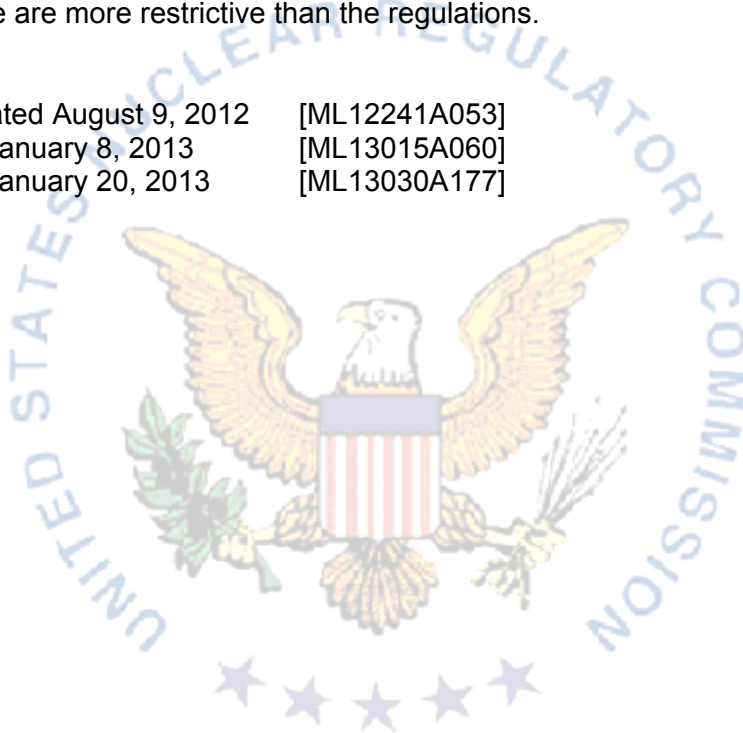 e are more restrictive than the regulations.
ated August 9, 2012 [ML12241A053]
anuary 8, 2013 [ML13015A060]
anuary 20, 2013 [ML13030A177]
UNITED STATES NUCLEAR REGULATORY COMMISSION